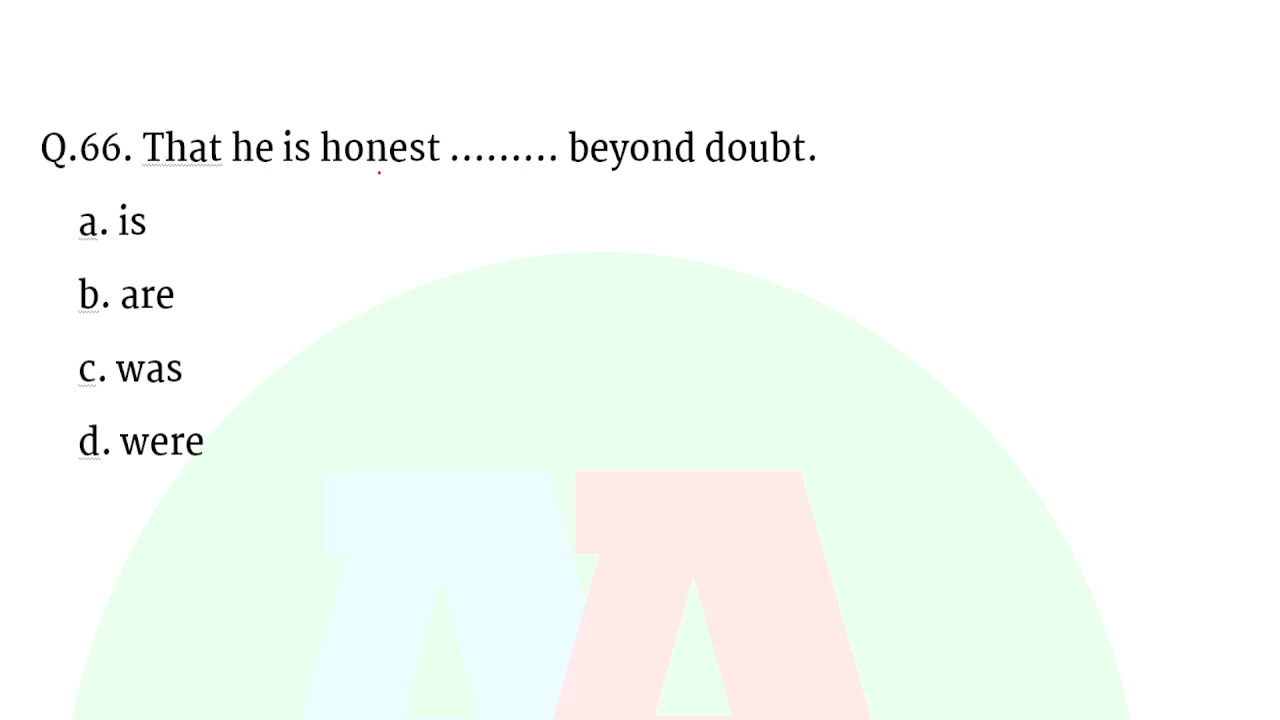 Q.66. That he is honest ......... beyond doubt.
a. is
b. are
c. was
d. were